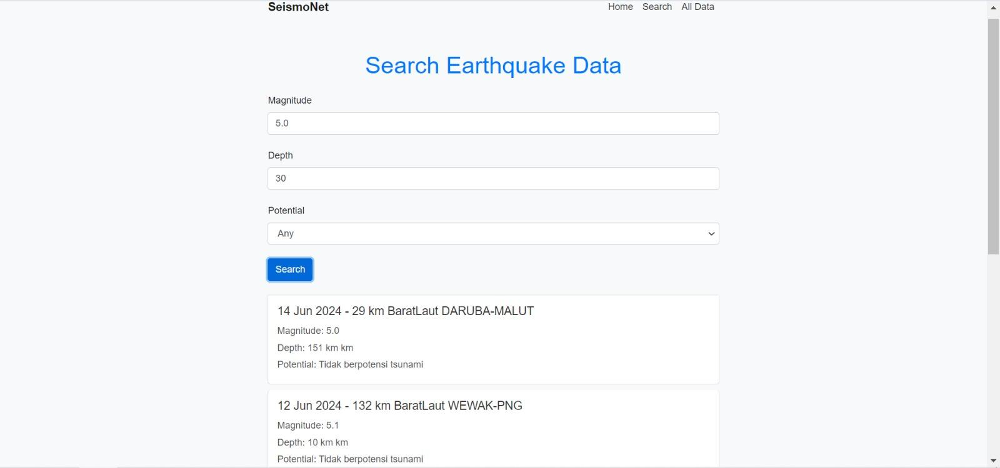 SeismoNet
Home Search All Data
Search Earthquake Data
Magnitude
5.0
Depth
30
Potential
Any
Search
14 Jun 2024 - 29 km BaratLaut DARUBA-MALUT
Magnitude: 5.0
Depth: 151 km km
Potential: Tidak berpotensi tsunami
12 Jun 2024 - 132 km BaratLaut WEWAK-PNG
Magnitude: 5.1
Depth: 10 km km
Potential: Tidak berpotensi tsunami